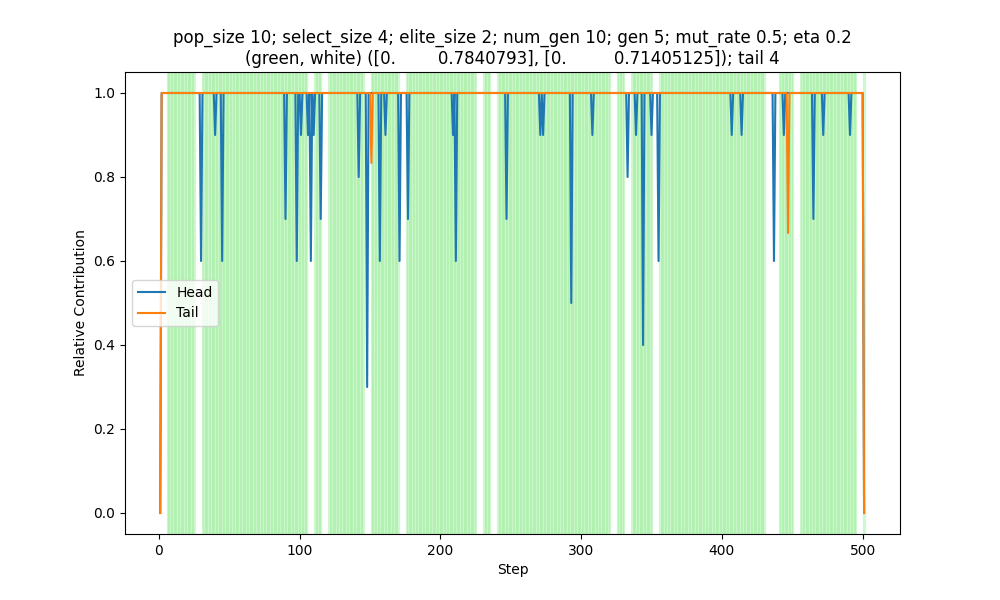 pop_size 10; select_size 4; elite_size 2; num_gen 10; gen 5; mut_rate 0.5; eta 0.2
(green, white) ([0.        0.7840793], [0.         0.71405125]); tail 4
1.0
0.8
0.6
0.4
0.2
0.0
Relative Contribution
Head
Tail
0
100
200
300
400
500
Step